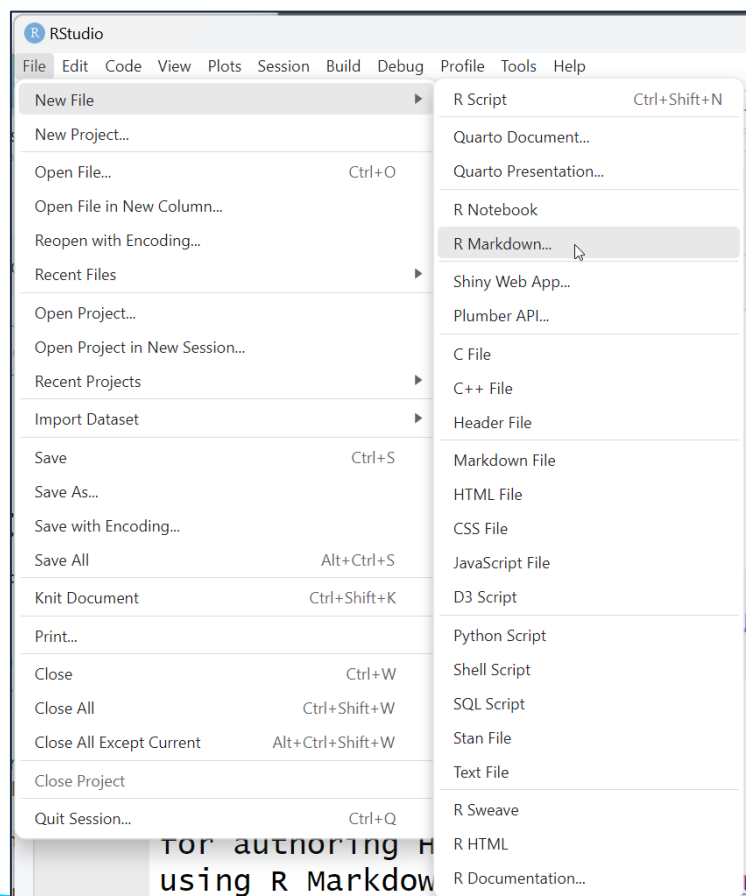 R RStudio
File Edit Code View Plots Session Build Debug Profile Tools Help
New File
New Project...
Open File... Ctrl+O
Open File in New Column...
Reopen with Encoding...
Recent Files
Open Project...
Open Project in New Session...
Recent Projects
Import Dataset
Save Ctrl+S
Save As...
Save with Encoding...
Save All Alt+Ctrl+S
Knit Document Ctrl+Shift+K
Print...
Close Ctrl+W
Close All Ctrl+Shift+W
Close All Except Current Alt+Ctrl+Shift+W
Close Project
Quit Session... Ctrl+Q
R Script Ctrl+Shift+N
Quarto Document...
Quarto Presentation...
R Notebook
R Markdown...
Shiny Web App...
Plumber API...
C File
C++ File
Header File
Markdown File
HTML File
CSS File
JavaScript File
D3 Script
Python Script
Shell Script
SQL Script
Stan File
Text File
R Sweave
R HTML
R Documentation...
for authoring H
using R Markdow